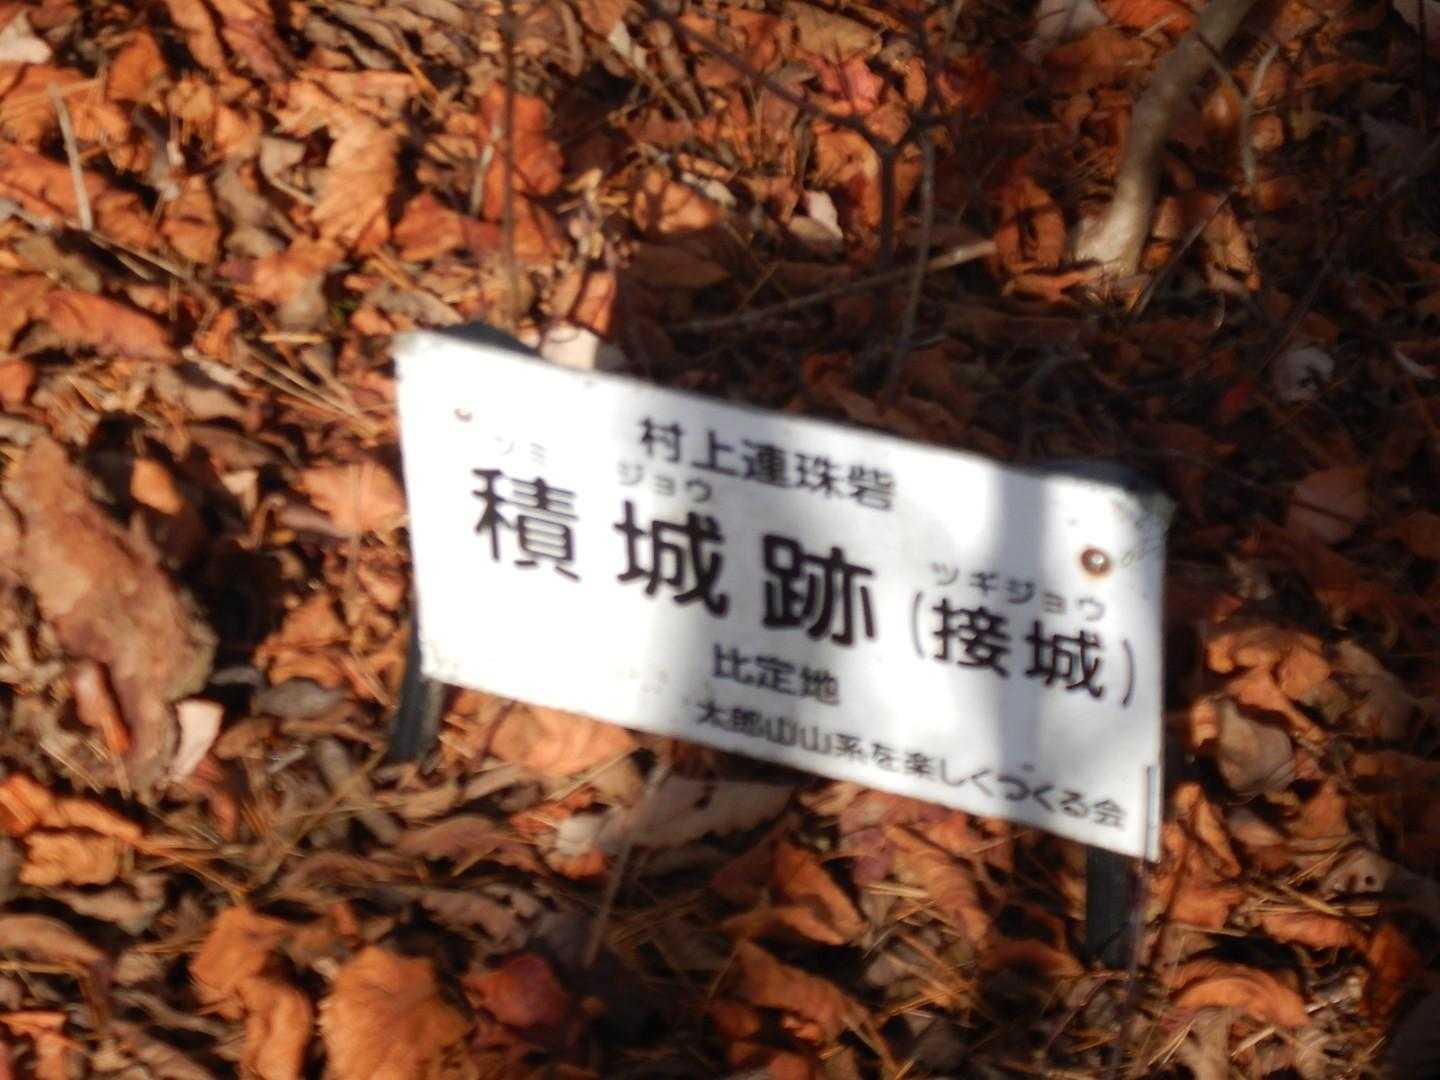 村上連珠砦
ツミ ジョウ
積城跡
ツギジョウ
(接城)
比定地
太郎山山系を楽しくつくる会